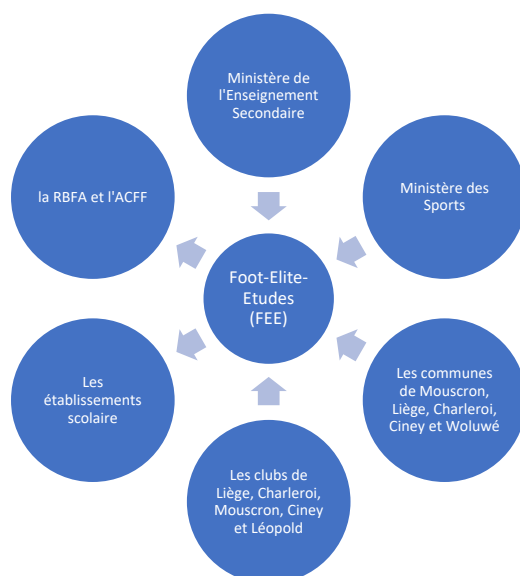 Ministère de
l'Enseignement
Secondaire
la RBFA et l'ACFF
Ministère des
Sports
Foot-Elite-
Etudes
(FEE)
Les
établissements
scolaire
Les communes
de Mouscron,
Liège, Charleroi,
Ciney et Woluwé
Les clubs de
Liège, Charleroi,
Mouscron, Ciney
et Léopold